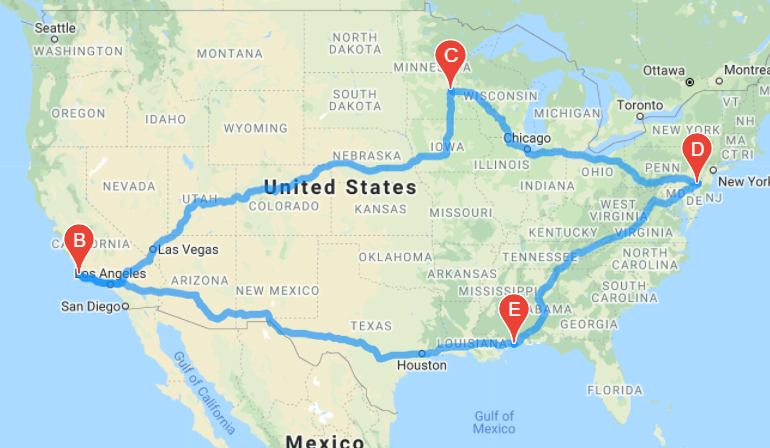 Seattle
WASHINGTON
MONTANA
NORTH
DAKOTA
MINNESOTA
C
Ottawa
Montrea
OREGON
IDAHO
WYOMING
SOUTH
DAKOTA
WISCONSIN
MICHIGAN
Toronto
VT
NH
NEW YORK
MA
CT RI
NEVADA
UTAH
NEBRASKA
IOWA
Chicago
ILLINOIS
INDIANA
OHIO
PENN
D
New York
MD
DE NJ
United States
COLORADO
KANSAS
MISSOURI
WEST
VIRGINIA
KENTUCKY
VIRGINIA
B
CALIFORNIA
Las Vegas
Los Angeles
San Diego
ARIZONA
NEW MEXICO
OKLAHOMA
ARKANSAS
TENNESSEE
NORTH
CAROLINA
SOUTH
CAROLINA
MISSISSIPPI
ALABAMA
GEORGIA
E
TEXAS
LOUISIANA
Houston
FLORIDA
Gulf of California
Gulf of
Mexico
Mexico